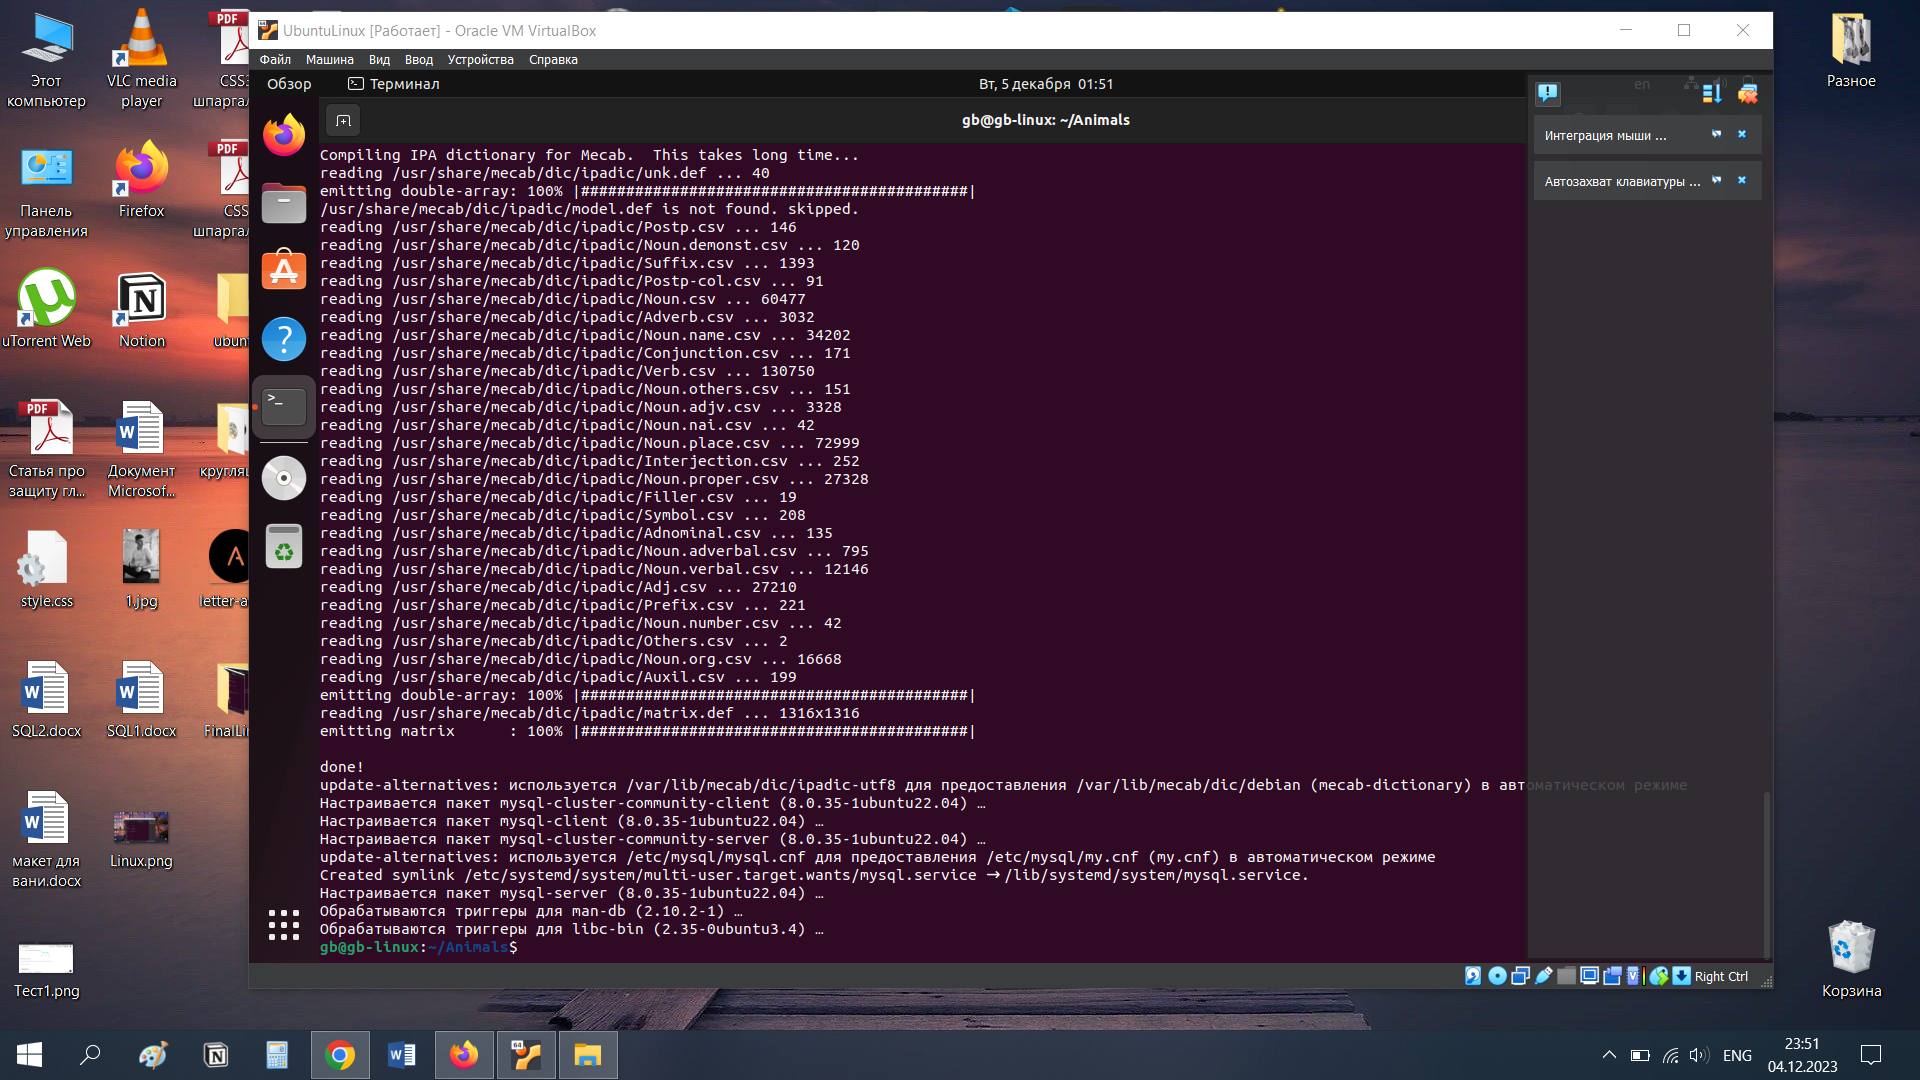 Этот
компьютер
VLC media
player
CSS3
шпаргал
Панель
управления
Firefox
CSS
шпаргал
uTorrent Web
Notion
ubun
Статья про
защиту гл...
Документ
Microsof...
кругляш
style.css
1.jpg
letter-a
SQL2.docx
SQL1.docx
FinalLi
макет для
вани.docx
Linux.png
Тест1.png
Разное
Корзина
UbuntuLinux [Работает] - Oracle VM VirtualBox
Файл Машина Вид Ввод Устройства Справка
Обзор Терминал Вт, 5 декабря 01:51 en
gb@gb-linux: ~/Animals
Интеграция мыши ...
Автозахват клавиатуры ...
Compiling IPA dictionary for Mecab.  This takes long time...
reading /usr/share/mecab/dic/ipadic/unk.def ... 40
emitting double-array: 100% |###########################################|
/usr/share/mecab/dic/ipadic/model.def is not found. skipped.
reading /usr/share/mecab/dic/ipadic/Postp.csv ... 146
reading /usr/share/mecab/dic/ipadic/Noun.demonst.csv ... 120
reading /usr/share/mecab/dic/ipadic/Suffix.csv ... 1393
reading /usr/share/mecab/dic/ipadic/Postp-col.csv ... 91
reading /usr/share/mecab/dic/ipadic/Noun.csv ... 60477
reading /usr/share/mecab/dic/ipadic/Adverb.csv ... 3032
reading /usr/share/mecab/dic/ipadic/Noun.name.csv ... 34202
reading /usr/share/mecab/dic/ipadic/Conjunction.csv ... 171
reading /usr/share/mecab/dic/ipadic/Verb.csv ... 130750
reading /usr/share/mecab/dic/ipadic/Noun.others.csv ... 151
reading /usr/share/mecab/dic/ipadic/Noun.adjv.csv ... 3328
reading /usr/share/mecab/dic/ipadic/Noun.nai.csv ... 42
reading /usr/share/mecab/dic/ipadic/Noun.place.csv ... 72999
reading /usr/share/mecab/dic/ipadic/Interjection.csv ... 252
reading /usr/share/mecab/dic/ipadic/Noun.proper.csv ... 27328
reading /usr/share/mecab/dic/ipadic/Filler.csv ... 19
reading /usr/share/mecab/dic/ipadic/Symbol.csv ... 208
reading /usr/share/mecab/dic/ipadic/Adnominal.csv ... 135
reading /usr/share/mecab/dic/ipadic/Noun.adverbal.csv ... 795
reading /usr/share/mecab/dic/ipadic/Noun.verbal.csv ... 12146
reading /usr/share/mecab/dic/ipadic/Adj.csv ... 27210
reading /usr/share/mecab/dic/ipadic/Prefix.csv ... 221
reading /usr/share/mecab/dic/ipadic/Noun.number.csv ... 42
reading /usr/share/mecab/dic/ipadic/Others.csv ... 2
reading /usr/share/mecab/dic/ipadic/Noun.org.csv ... 16668
reading /usr/share/mecab/dic/ipadic/Auxil.csv ... 199
emitting double-array: 100% |###########################################|
reading /usr/share/mecab/dic/ipadic/matrix.def ... 1316x1316
emitting matrix      : 100% |###########################################|
done!
update-alternatives: используется /var/lib/mecab/dic/ipadic-utf8 для предоставления /var/lib/mecab/dic/debian (mecab-dictionary) в автоматическом режиме
Настраивается пакет mysql-cluster-community-client (8.0.35-1ubuntu22.04) …
Настраивается пакет mysql-client (8.0.35-1ubuntu22.04) …
Настраивается пакет mysql-cluster-community-server (8.0.35-1ubuntu22.04) …
update-alternatives: используется /etc/mysql/mysql.cnf для предоставления /etc/mysql/my.cnf (my.cnf) в автоматическом режиме
Created symlink /etc/systemd/system/multi-user.target.wants/mysql.service → /lib/systemd/system/mysql.service.
Настраивается пакет mysql-server (8.0.35-1ubuntu22.04) …
Обрабатываются триггеры для man-db (2.10.2-1) …
Обрабатываются триггеры для libc-bin (2.35-0ubuntu3.4) …
gb@gb-linux:~/Animals$
Right Ctrl
ENG
23:51
04.12.2023